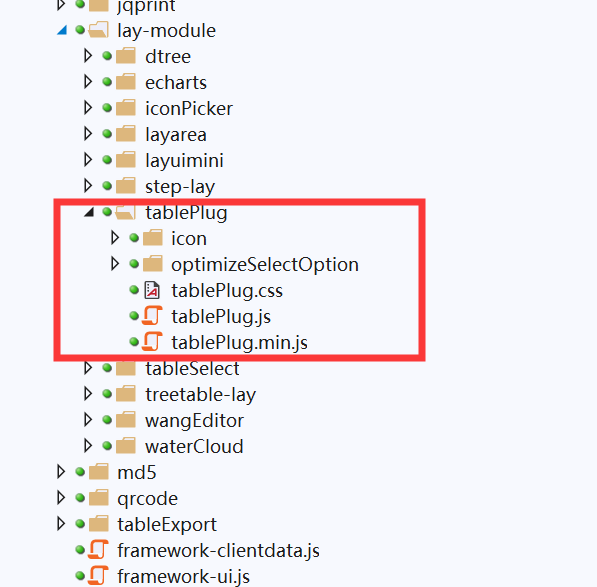 jqprint
lay-module
dtree
echarts
iconPicker
layarea
layuimini
step-lay
tablePlug
icon
optimizeSelectOption
tablePlug.css
tablePlug.js
tablePlug.min.js
tableSelect
treetable-lay
wangEditor
waterCloud
md5
qrcode
tableExport
framework-clientdata.js
framework-ui.js